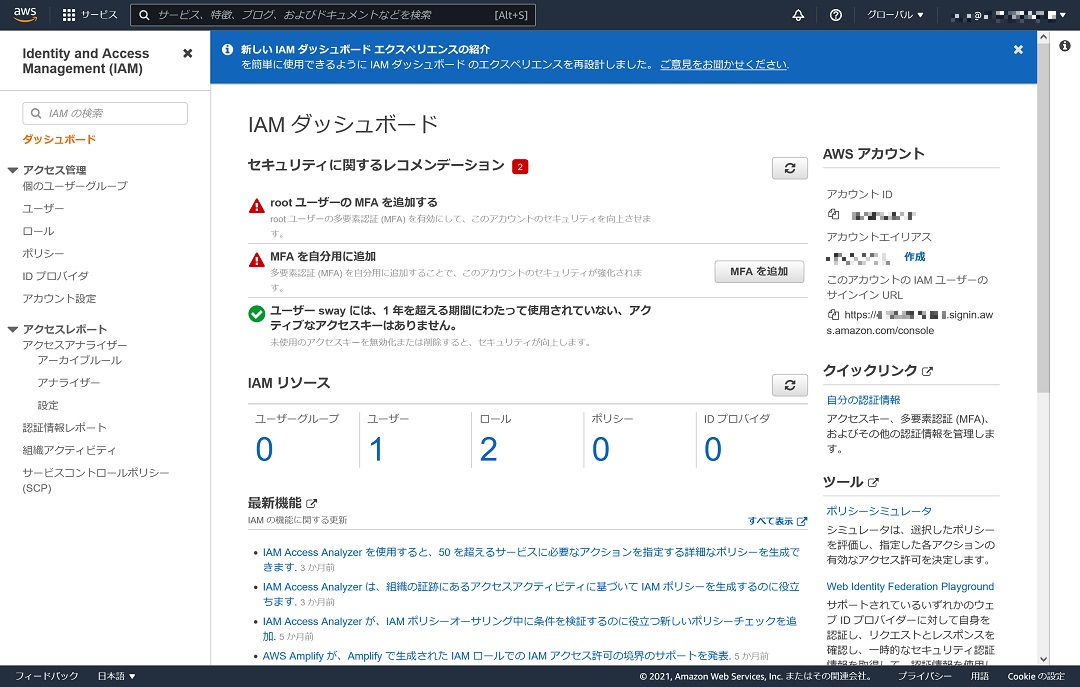 aws
サービス
サービス、特徴、ブログ、およびドキュメントなどを検索
[Alt+S]
グローバル
Identity and Access
Management (IAM)
IAM の検索
ダッシュボード
アクセス管理
個のユーザーグループ
ユーザー
ロール
ポリシー
ID プロバイダ
アカウント設定
アクセスレポート
アクセスアナライザー
アーカイブルール
アナライザー
設定
認証情報レポート
組織アクティビティ
サービスコントロールポリシー
(SCP)
新しい IAM ダッシュボード エクスペリエンスの紹介
を簡単に使用できるように IAM ダッシュボード のエクスペリエンスを再設計しました。 ご意見をお聞かせください.
IAM ダッシュボード
セキュリティに関するレコメンデーション 2
root ユーザーの MFA を追加する
root ユーザーの多要素認証 (MFA) を有効にして、このアカウントのセキュリティを向上させま
す。
MFA を自分用に追加
多要素認証 (MFA) を自分用に追加することで、このアカウントのセキュリティが強化されま
す。
MFA を追加
ユーザー sway には、1 年を超える期間にわたって使用されていない、アク
ティブなアクセスキーはありません。
未使用のアクセスキーを無効化または削除すると、セキュリティが向上します。
IAM リソース
ユーザーグループ
0
ユーザー
1
ロール
2
ポリシー
0
ID プロバイダ
0
最新機能
IAM の機能に関する更新
すべて表示
• IAM Access Analyzer を使用すると、50 を超えるサービスに必要なアクションを指定する詳細なポリシーを生成で
きます. 3 か月前
• IAM Access Analyzer は、組織の証跡にあるアクセスアクティビティに基づいて IAM ポリシーを生成するのに役立
ちます. 3 か月前
• IAM Access Analyzer が、IAM ポリシーオーサリング中に条件を検証するのに役立つ新しいポリシーチェックを追
加. 5 か月前
• AWS Amplify が、Amplify で生成された IAM ロールでの IAM アクセス許可の境界のサポートを発表. 5 か月前
AWS アカウント
アカウント ID
アカウントエイリアス
作成
このアカウントの IAM ユーザーの
サインイン URL
https:// .signin.aw
s.amazon.com/console
クイックリンク
自分の認証情報
アクセスキー、多要素認証 (MFA)、
およびその他の認証情報を管理しま
す。
ツール
ポリシーシミュレータ
シミュレータは、選択したポリシー
を評価し、指定した各アクションの
有効なアクセス許可を決定します。
Web Identity Federation Playground
サポートされているいずれかのウェ
ブ ID プロバイダーに対して自身を
認証し、リクエストとレスポンスを
確認し、一時的なセキュリティ認証
情報を取得して、認証情報を使用し
フィードバック
日本語
© 2021, Amazon Web Services, Inc. またはその関連会社。
プライバシー
用語
Cookie の設定